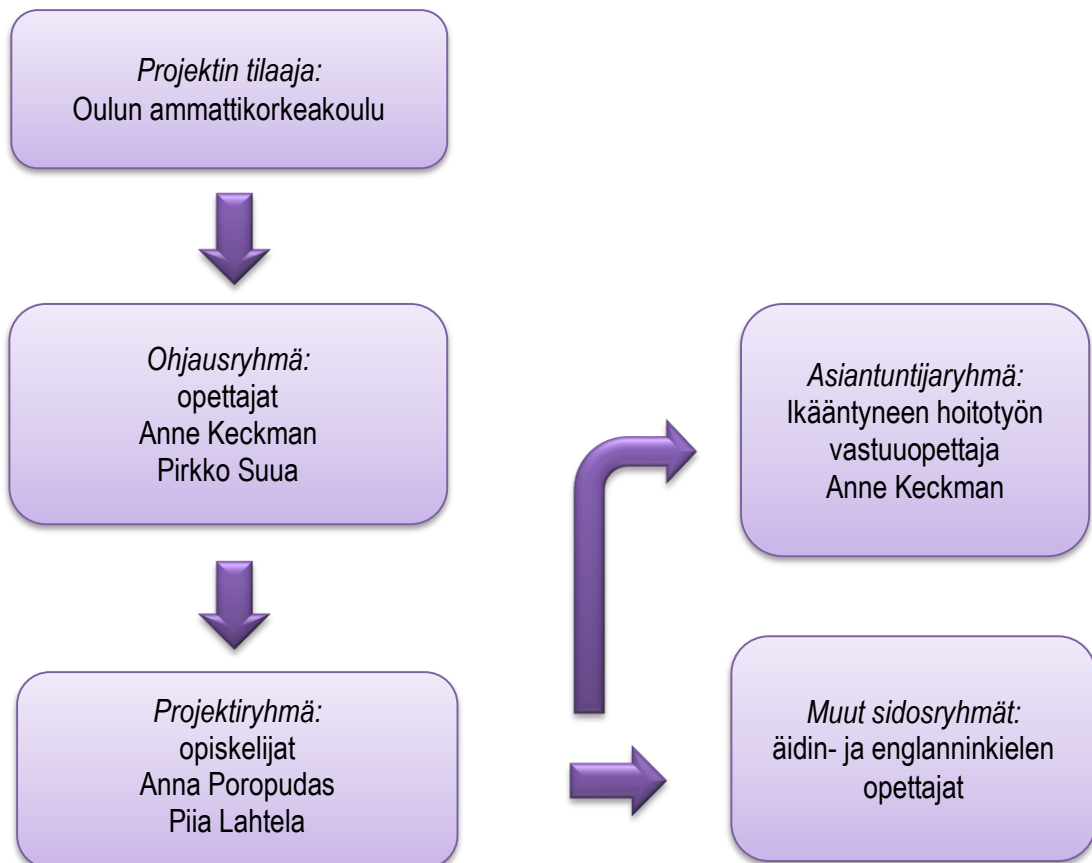 Projektin tilaaja:
Oulun ammattikorkeakoulu
Ohjausryhmä:
opettajat
Anne Keckman
Pirkko Suua
Asiantuntijaryhmä:
Ikääntyneen hoitotyön
vastuuopettaja
Anne Keckman
Projektiryhmä:
opiskelijat
Anna Poropudas
Piia Lahtela
Muut sidosryhmät:
äidin- ja englanninkielen
opettajat